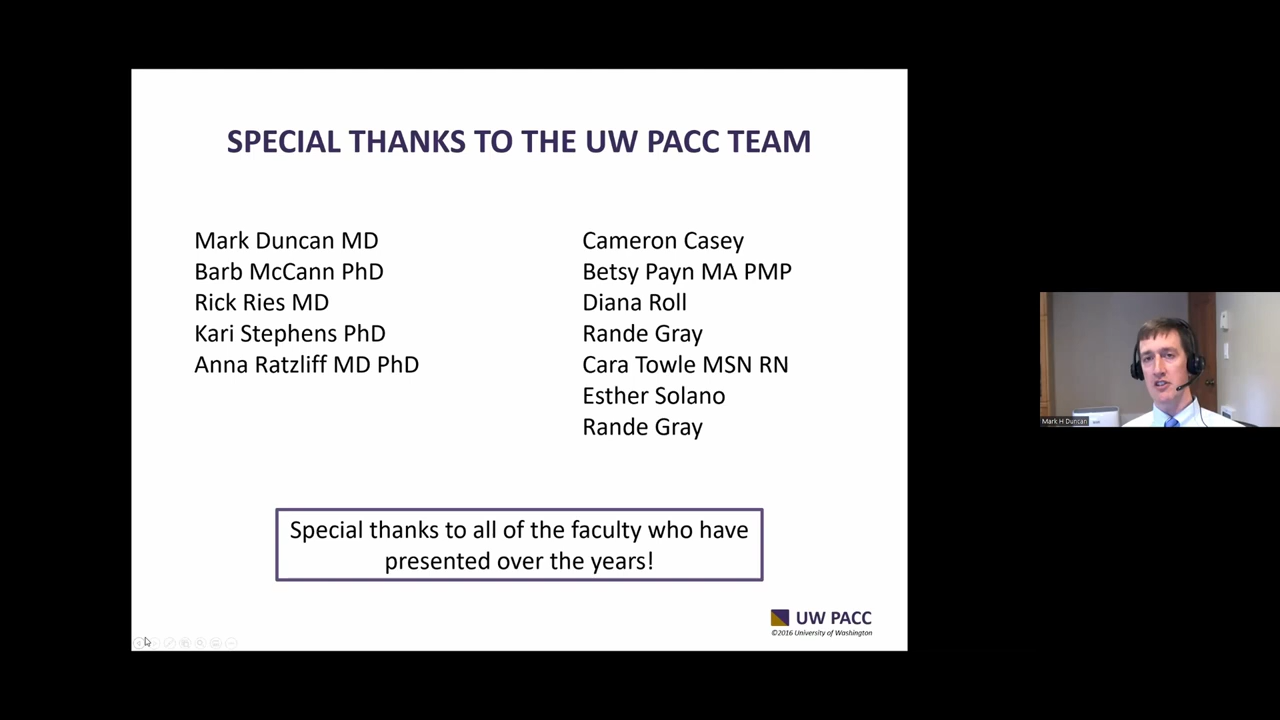 SPECIAL THANKS TO THE UW PACC TEAM
Mark Duncan MD
Barb McCann PhD
Rick Ries MD
Kari Stephens PhD
Anna Ratzliff MD PhD
Cameron Casey
Betsy Payn MA PMP
Diana Roll
Rande Gray
Cara Towle MSN RN
Esther Solano
Rande Gray
Special thanks to all of the faculty who have
presented over the years!
UW PACC
©2016 University of Washington
Mark H Duncan